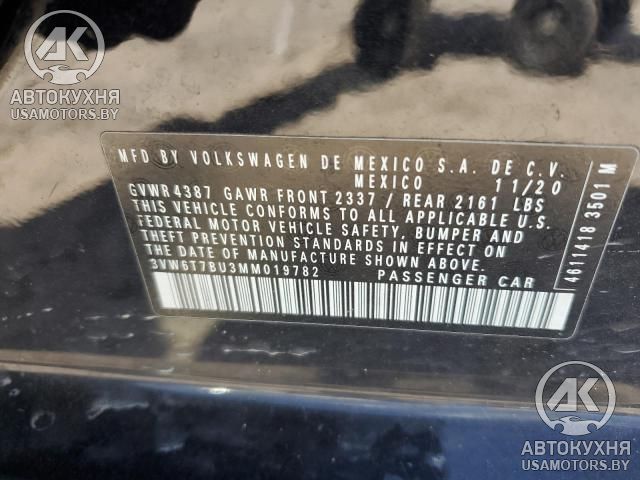 AK
АВТОКУХНЯ
USAMOTORS.BY
MFD BY VOLKSWAGEN DE MEXICO S.A. DE C.V.
MEXICO 11/20
GVWR 4387 GAWR FRONT 2337 / REAR 2161 LBS
THIS VEHICLE CONFORMS TO ALL APPLICABLE U.S.
FEDERAL MOTOR VEHICLE SAFETY, BUMPER AND
THEFT PREVENTION STANDARDS IN EFFECT ON
THE DATE OF MANUFACTURE SHOWN ABOVE.
3VW6T7BU3MM019782 PASSENGER CAR
4611418 3501 M
AK
АВТОКУХНЯ
USAMOTORS.BY